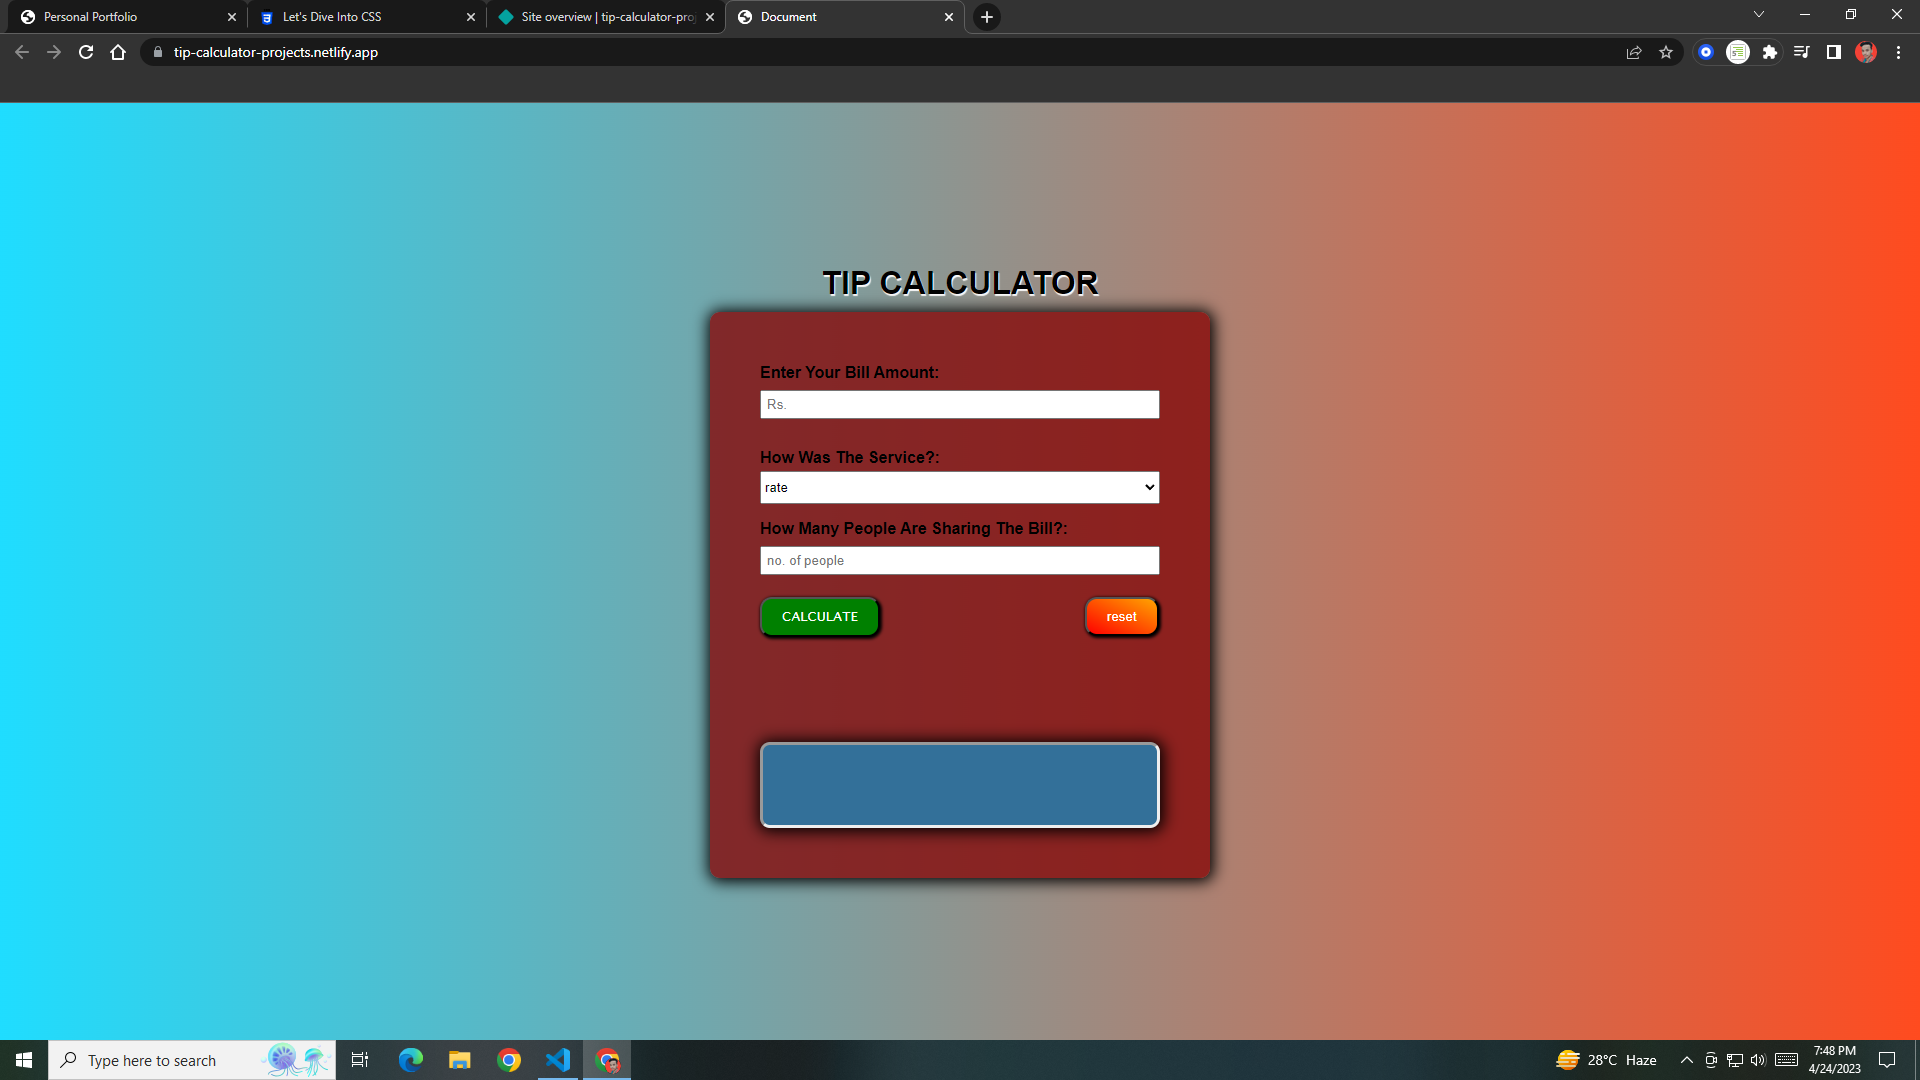 Personal Portfolio
Let's Dive Into CSS
Site overview | tip-calculator-proj
Document
tip-calculator-projects.netlify.app
TIP CALCULATOR
Enter Your Bill Amount:
Rs.
How Was The Service?:
rate
How Many People Are Sharing The Bill?:
no. of people
CALCULATE
reset
Type here to search
28°C Haze
7:48 PM
4/24/2023